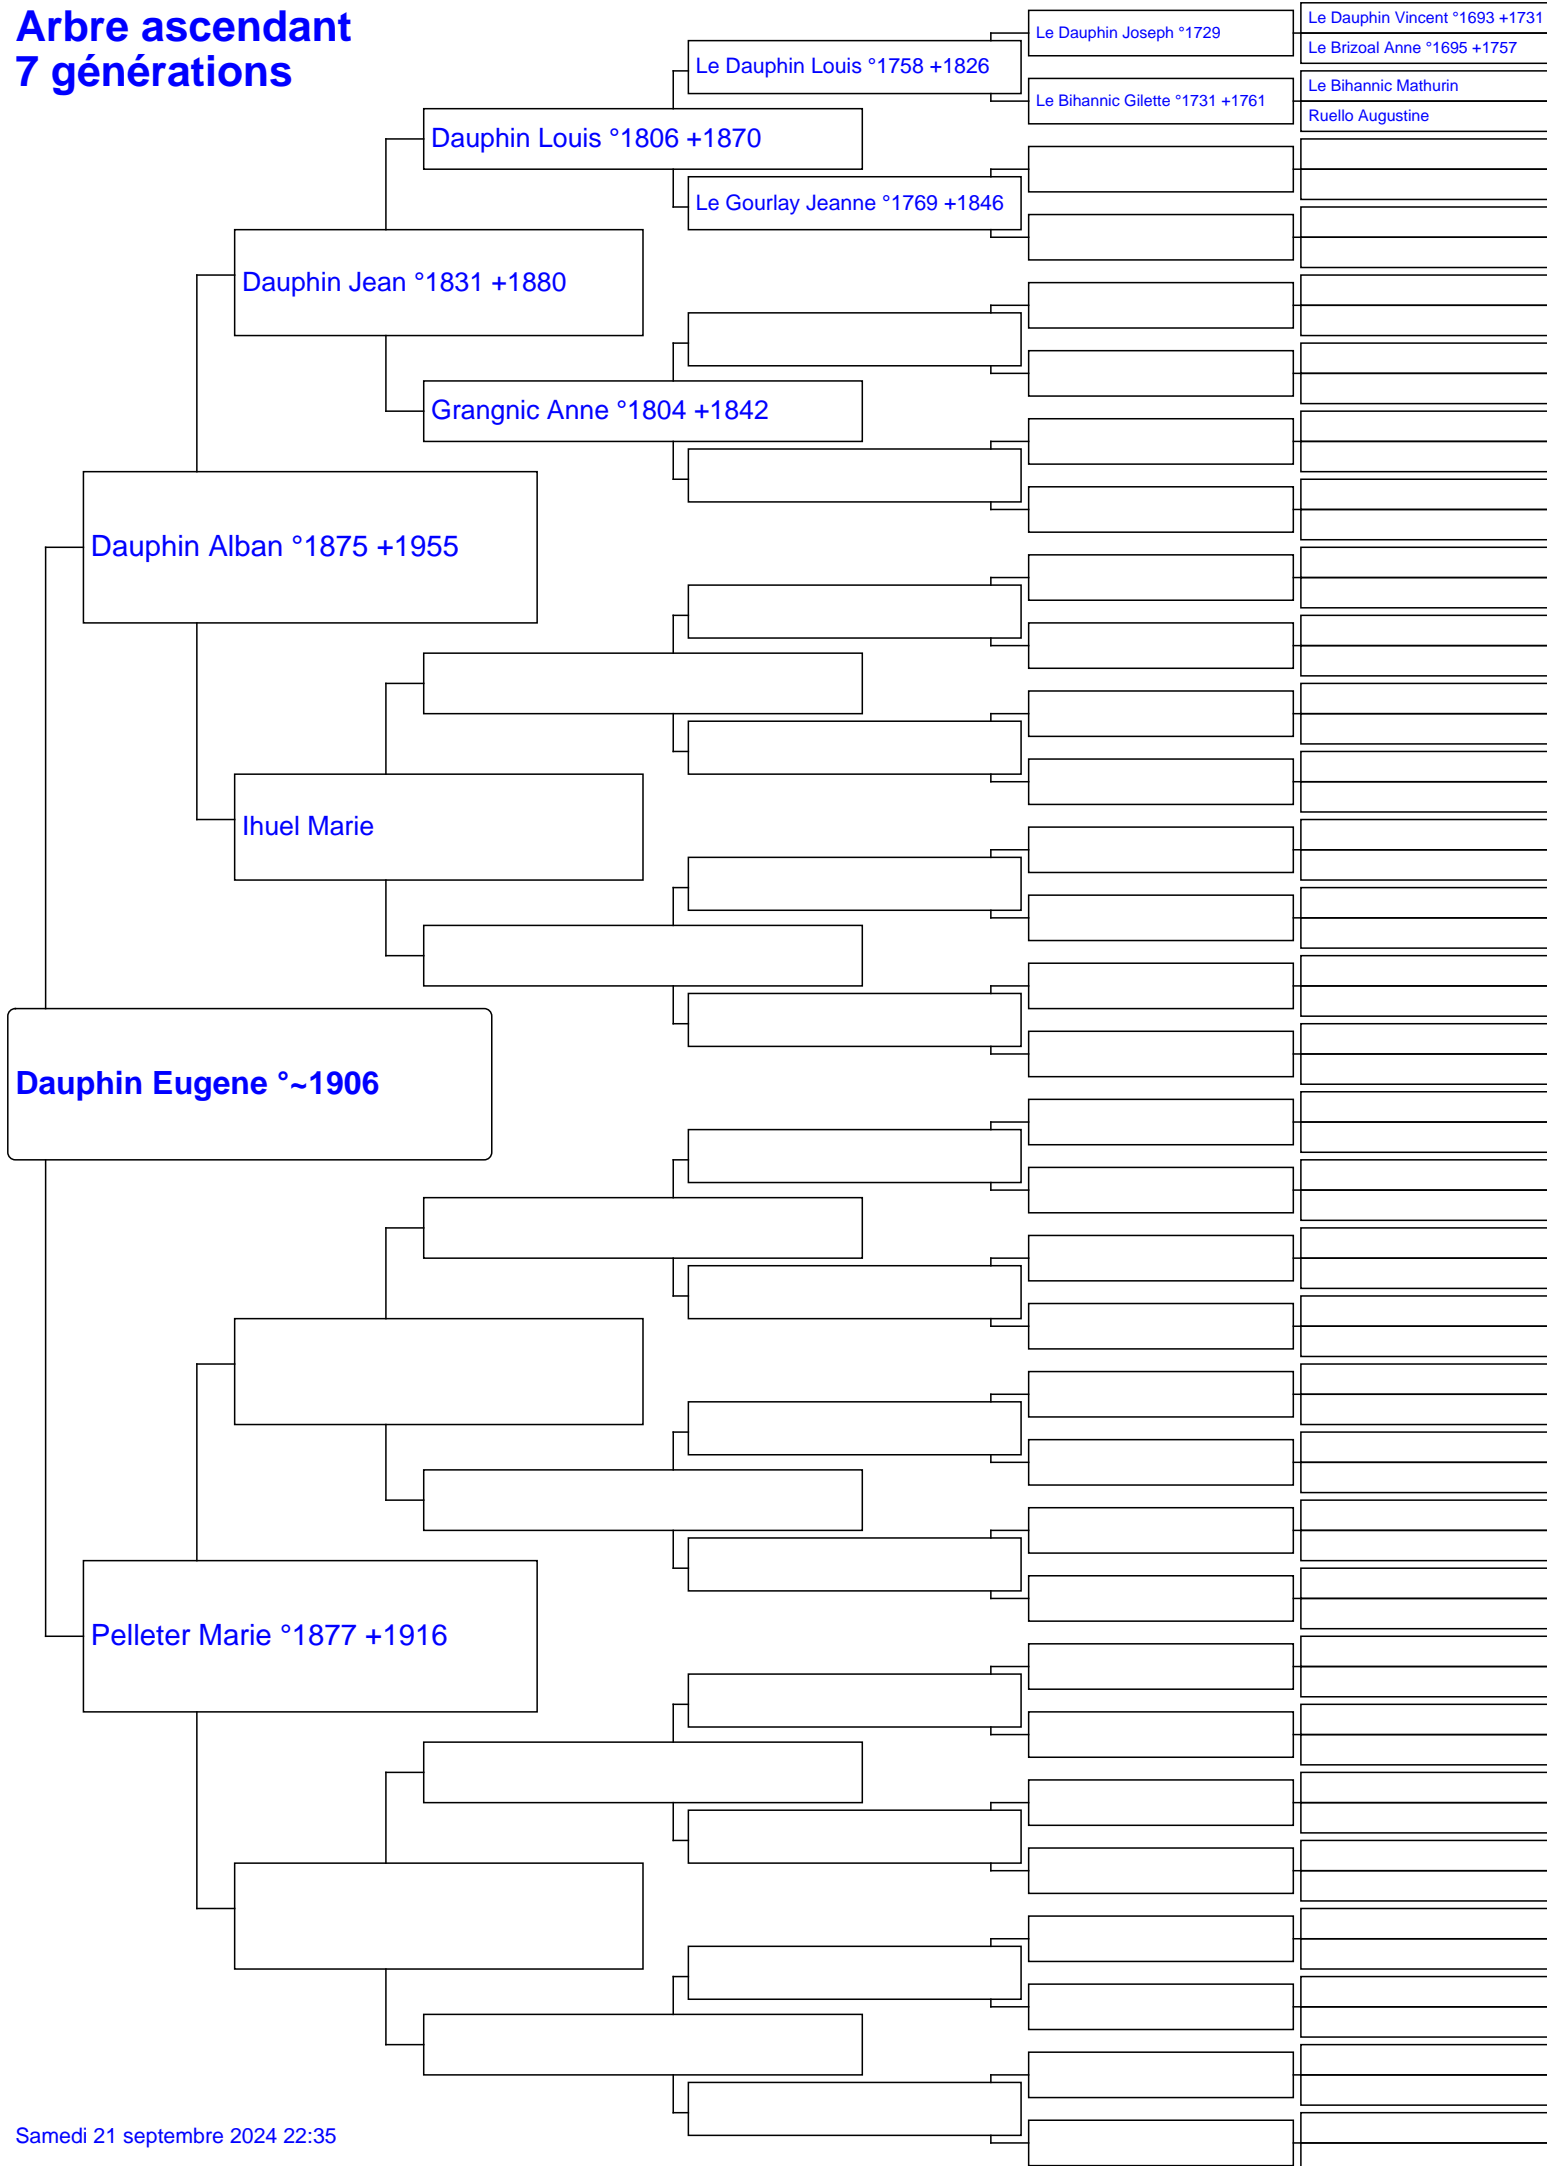 Arbre ascendant
7 générations
Le Dauphin Joseph °1729
Le Dauphin Vincent °1693 +1731
Le Brizoal Anne °1695 +1757
Le Dauphin Louis °1758 +1826
Le Bihannic Gilette °1731 +1761
Le Bihannic Mathurin
Ruello Augustine
Dauphin Louis °1806 +1870
Le Gourlay Jeanne °1769 +1846
Dauphin Jean °1831 +1880
Grangnic Anne °1804 +1842
Dauphin Alban °1875 +1955
Ihuel Marie
Dauphin Eugene °~1906
Pelleter Marie °1877 +1916
Samedi 21 septembre 2024 22:35